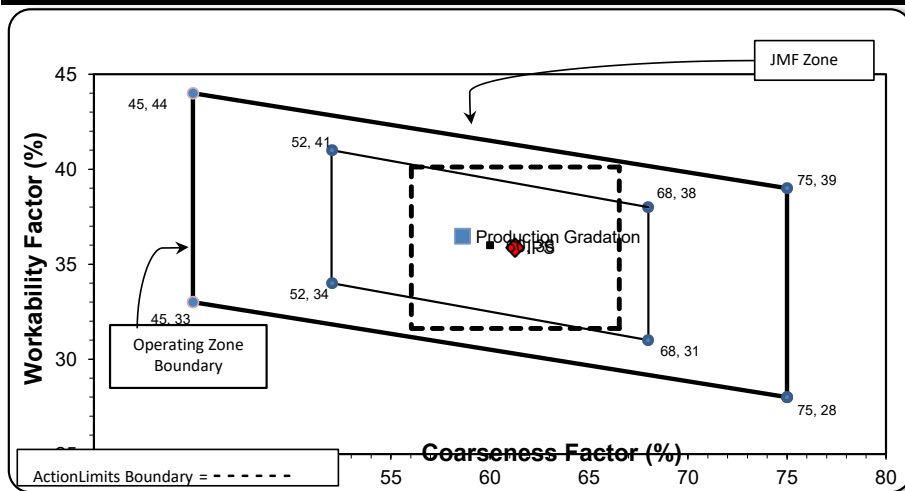 JMF Zone
45
45, 44
52, 41
40
68, 38
75, 39
Production Gradation
JPS
Workability Factor (%)
35
52, 34
45, 33
68, 31
Operating Zone
Boundary
30
75, 28
Coarseness Factor (%)
ActionLimits Boundary =
55
60
65
70
75
80